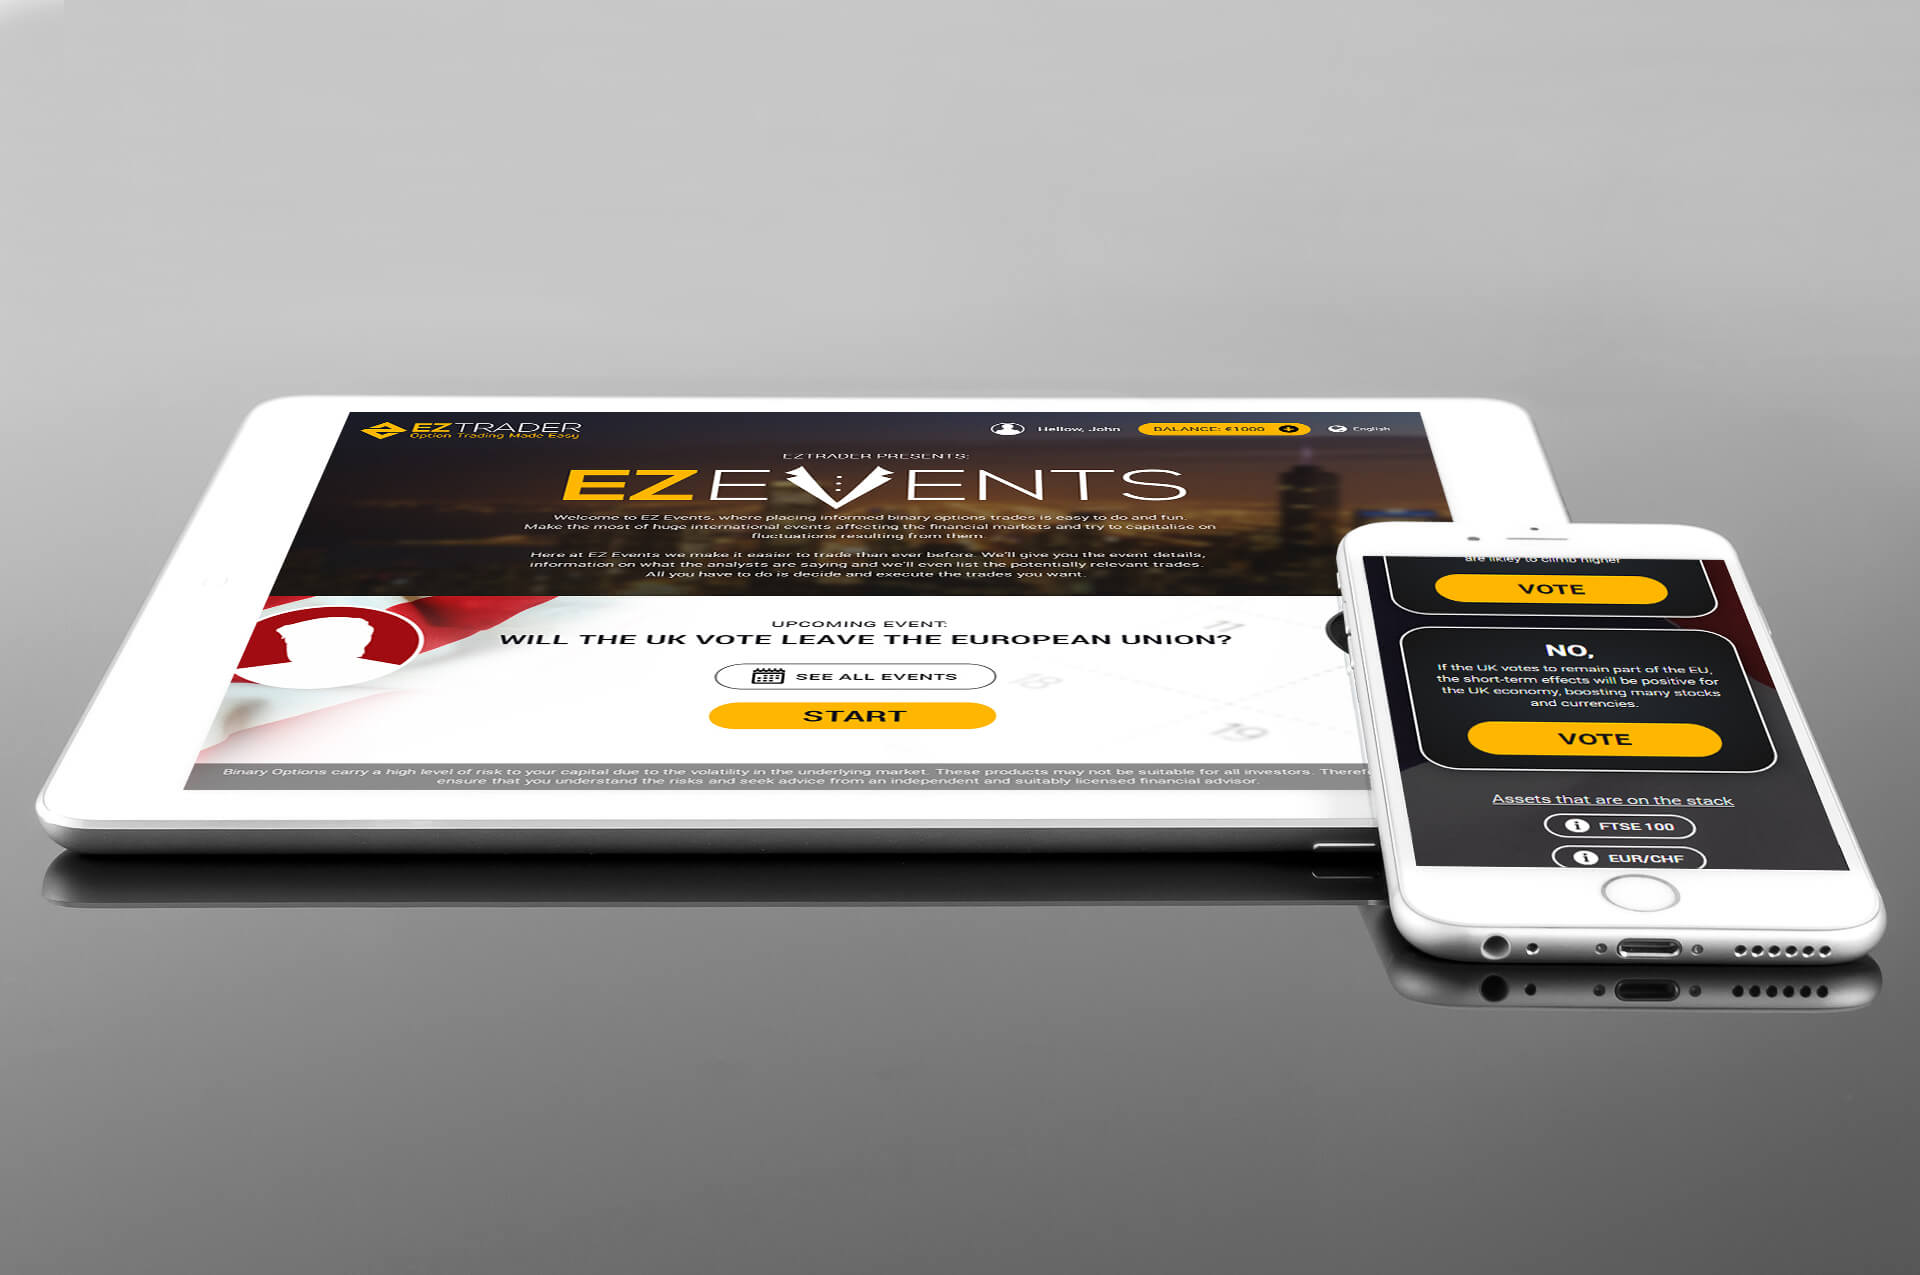 EZTRADER
Option Trading Made Easy
Hellow, John
BALANCE: €1000
English
EZTRADER PRESENTS:
EZ EVENTS
Welcome to EZ Events, where placing informed binary options trades is easy to do and fun.
Make the most of huge international events affecting the financial markets and try to capitalise on
fluctuations resulting from them.
Here at EZ Events we make it easier to trade than ever before. We'll give you the event details,
information on what the analysts are saying and we'll even list the potentially relevant trades.
All you have to do is decide and execute the trades you want.
UPCOMING EVENT:
WILL THE UK VOTE LEAVE THE EUROPEAN UNION?
SEE ALL EVENTS
START
17
18
19
Binary Options carry a high level of risk to your capital due to the volatility in the underlying market. These products may not be suitable for all investors.
ensure that you understand the risks and seek advice from an independent and suitably licensed financial advisor.
are likley to climb higher
VOTE
NO,
If the UK votes to remain part of the EU,
the short-term effects will be positive for
the UK economy, boosting many stocks
and currencies.
VOTE
Assets that are on the stack
FTSE 100
EUR/CHF